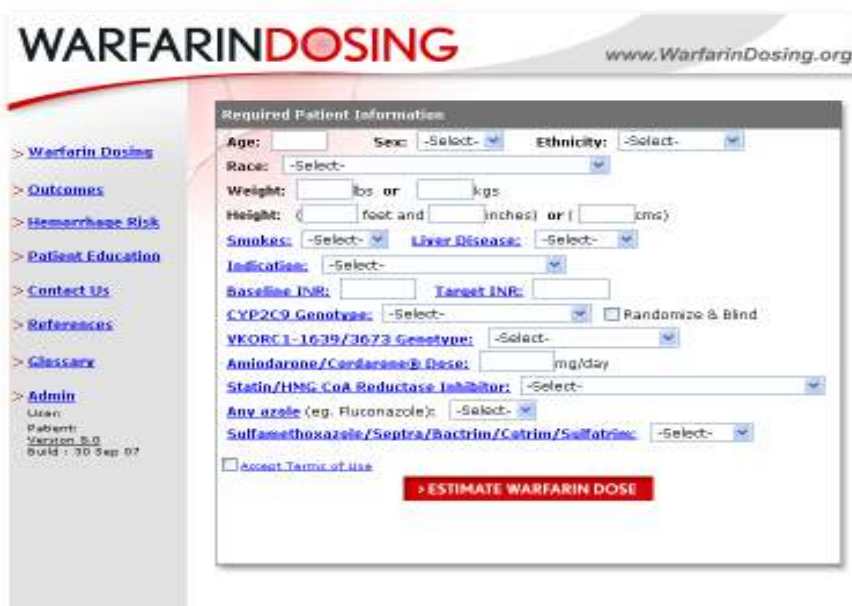 WARFARINDOSING
www.WarfarinDosing.org
> Warfarin Dosing
> Outcomes
> Hemorrhage Risk
> Patient Education
> Contact Us
> References
> Glossary
> Admin
User:
Patient:
Version 8.0
Build : 30 Sep 07
Required Patient Information
Age: Sex: -Select- Ethnicity: -Select-
Race: -Select-
Weight: lbs or kgs
Height: ( feet and inches) or ( cms)
Smokes: -Select- Liver Disease: -Select-
Indication: -Select-
Baseline INR: Target INR:
CYP2C9 Genotype: -Select- Randomize & Blind
VKORC1-1639/3673 Genotype: -Select-
Amiodarone/Cordarone® Dose: mg/day
Statin/HMG CoA Reductase Inhibitor: -Select-
Any azole (eg. Fluconazole): -Select-
Sulfamethoxazole/Septra/Bactrim/Cotrim/Sulfatrim: -Select-
Accept Terms of Use
> ESTIMATE WARFARIN DOSE